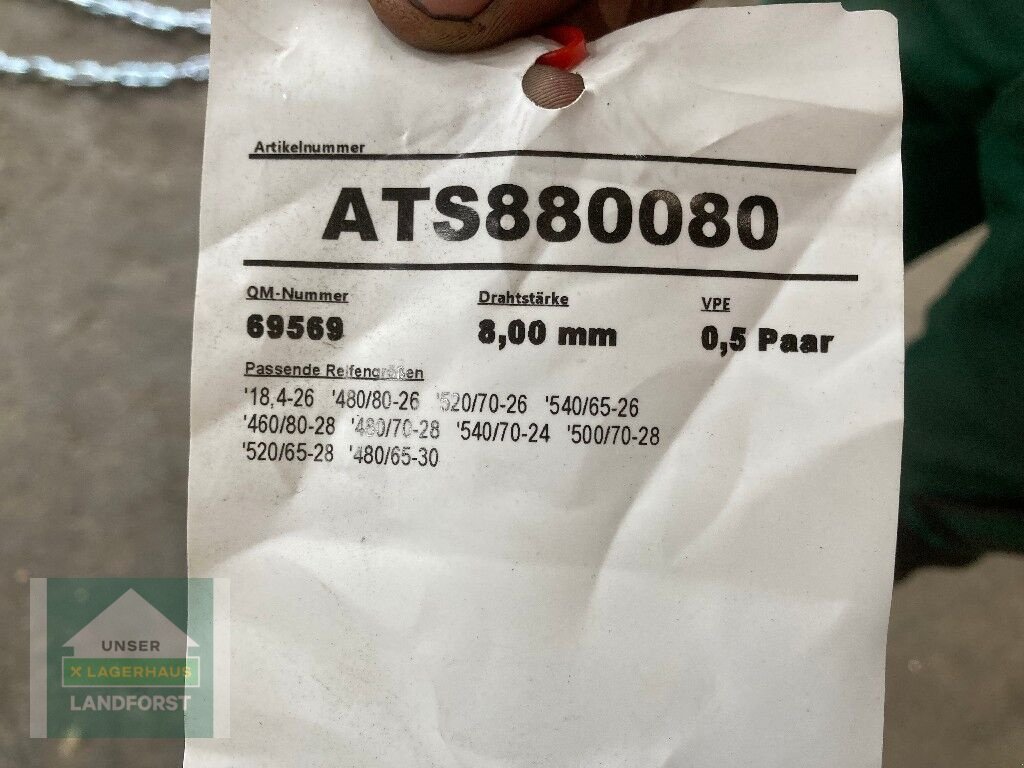 Artikelnummer
ATS880080
QM-Nummer Drahtstärke VPE
69569 8,00 mm 0,5 Paar
Passende Reifengrößen
'18,4-26 '480/80-26 '520/70-26 '540/65-26
'460/80-28 '480/70-28 '540/70-24 '500/70-28
'520/65-28 '480/65-30
UNSER
X LAGERHAUS
LANDFORST